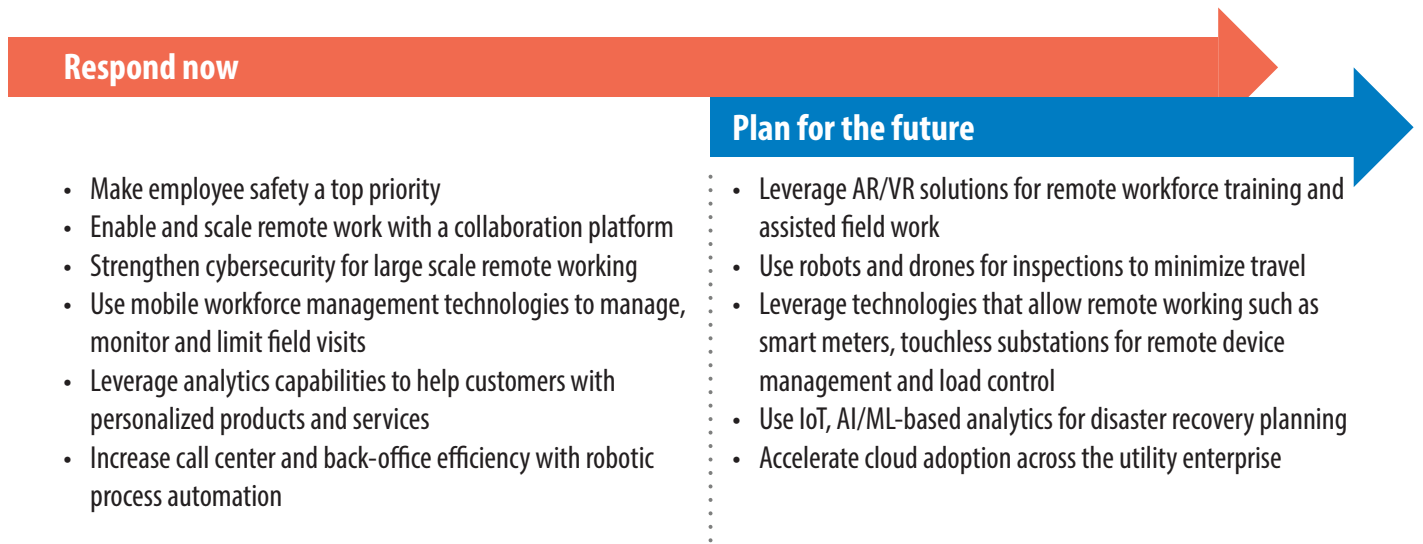 Respond now
Plan for the future
• Make employee safety a top priority
• Enable and scale remote work with a collaboration platform
• Strengthen cybersecurity for large scale remote working
• Use mobile workforce management technologies to manage,
monitor and limit field visits
• Leverage analytics capabilities to help customers with
personalized products and services
• Increase call center and back-office efficiency with robotic
process automation
• Leverage AR/VR solutions for remote workforce training and
assisted field work
• Use robots and drones for inspections to minimize travel
• Leverage technologies that allow remote working such as
smart meters, touchless substations for remote device
management and load control
• Use IoT, AI/ML-based analytics for disaster recovery planning
• Accelerate cloud adoption across the utility enterprise